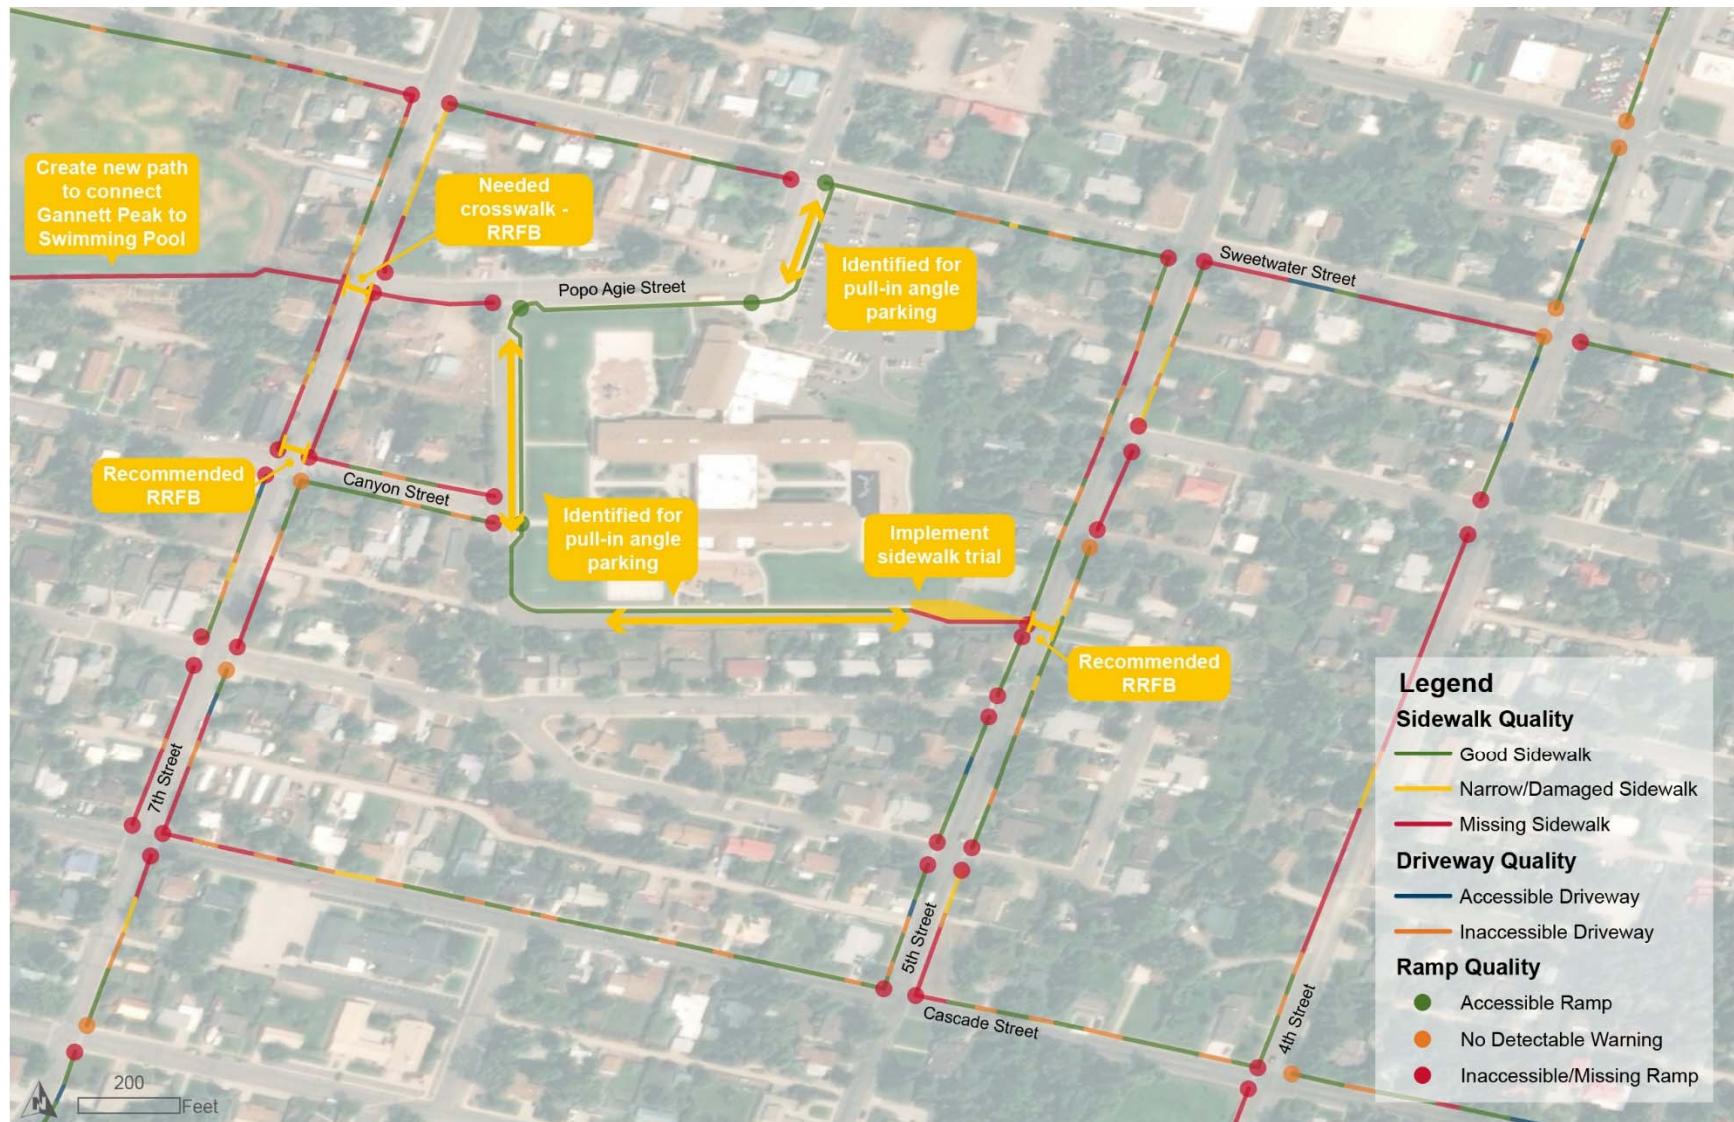 Create new path
to connect
Gannett Peak to
Swimming Pool
Needed
crosswalk -
RRFB
Popo Agie Street
Identified for
pull-in angle
parking
Sweetwater Street
Recommended
RRFB
Canyon Street
Identified for
pull-in angle
parking
Implement
sidewalk trial
Recommended
RRFB
7th Street
5th Street
Cascade Street
4th Street
Legend
Sidewalk Quality
Good Sidewalk
Narrow/Damaged Sidewalk
Missing Sidewalk
Driveway Quality
Accessible Driveway
Inaccessible Driveway
Ramp Quality
Accessible Ramp
No Detectable Warning
Inaccessible/Missing Ramp
N
200
Feet